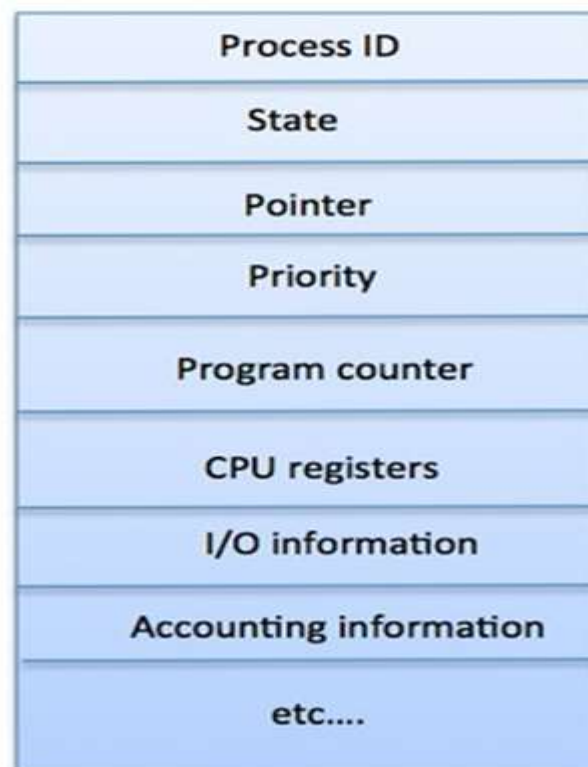 Process ID
State
Pointer
Priority
Program counter
CPU registers
I/O information
Accounting information
etc....